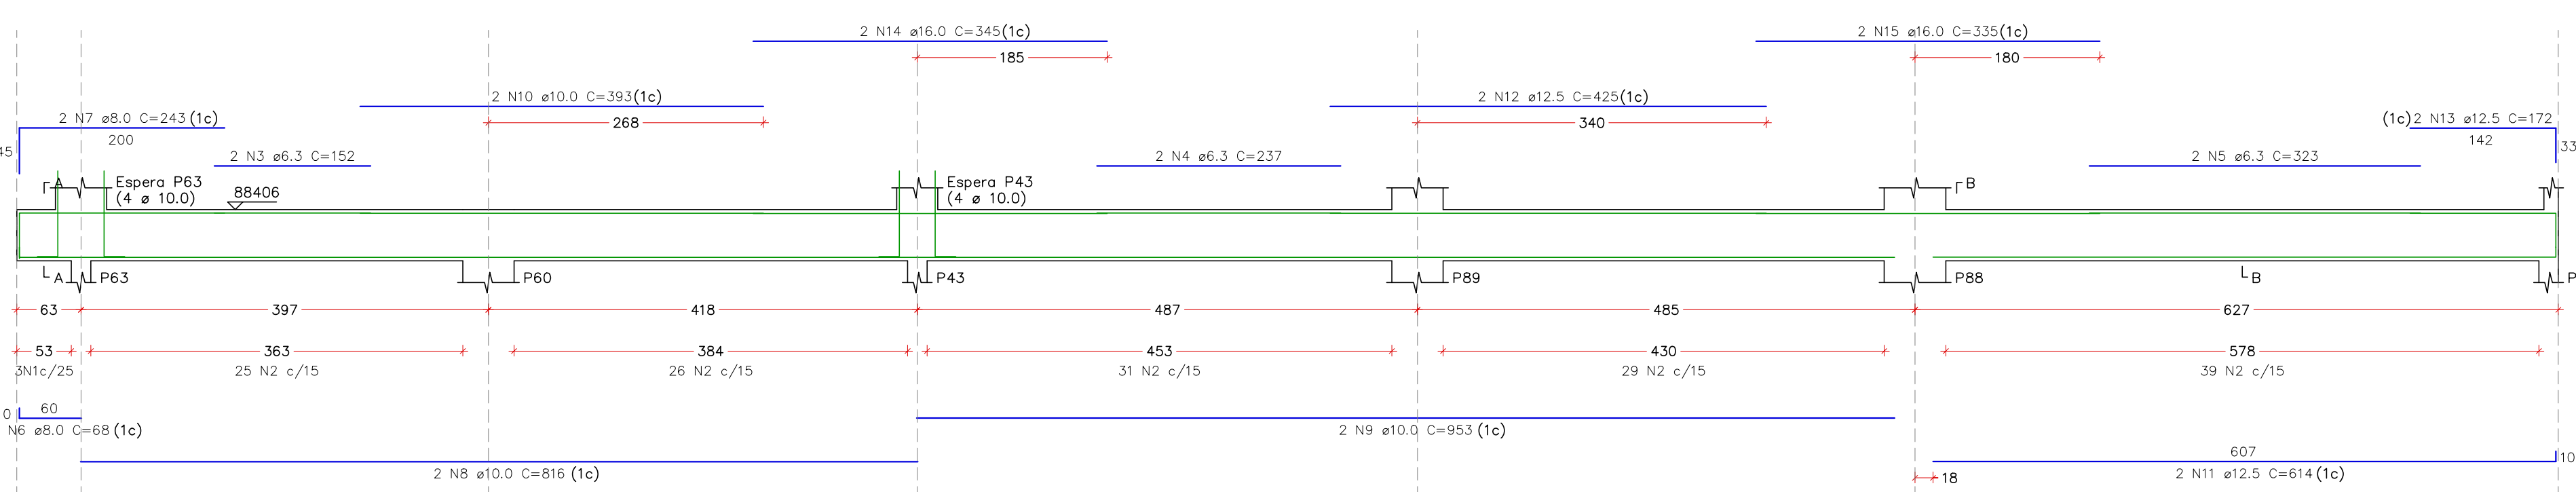 2 N14 ø16.0 C=345(1c)
2 N15 ø16.0 C=335(1c)
185
180
2 N10 ø10.0 C=393(1c)
2 N12 ø12.5 C=425(1c)
2 N7 ø8.0 C=243 (1c)
268
340
(1c)2 N13 ø12.5 C=172
200
142
45
33
2 N3 ø6.3 C=152
2 N4 ø6.3 C=237
2 N5 ø6.3 C=323
A
Espera P63
(4 ø 10.0)
88406
Espera P43
(4 ø 10.0)
B
A
P63
P60
P43
P89
P88
B
P
63
397
418
487
485
627
53
363
384
453
430
578
3N1c/25
25 N2 c/15
26 N2 c/15
31 N2 c/15
29 N2 c/15
39 N2 c/15
0
60
N6 ø8.0 C=68 (1c)
2 N9 ø10.0 C=953 (1c)
2 N8 ø10.0 C=816 (1c)
607
10
18
2 N11 ø12.5 C=614(1c)